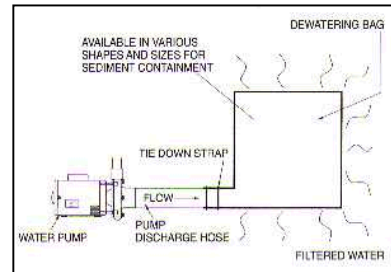 DEWATERING BAG
AVAILABLE IN VARIOUS
SHAPES AND SIZES FOR
SEDIMENT CONTAINMENT
TIE DOWN STRAP
FLOW
WATER PUMP
PUMP
DISCHARGE HOSE
FILTERED WATER